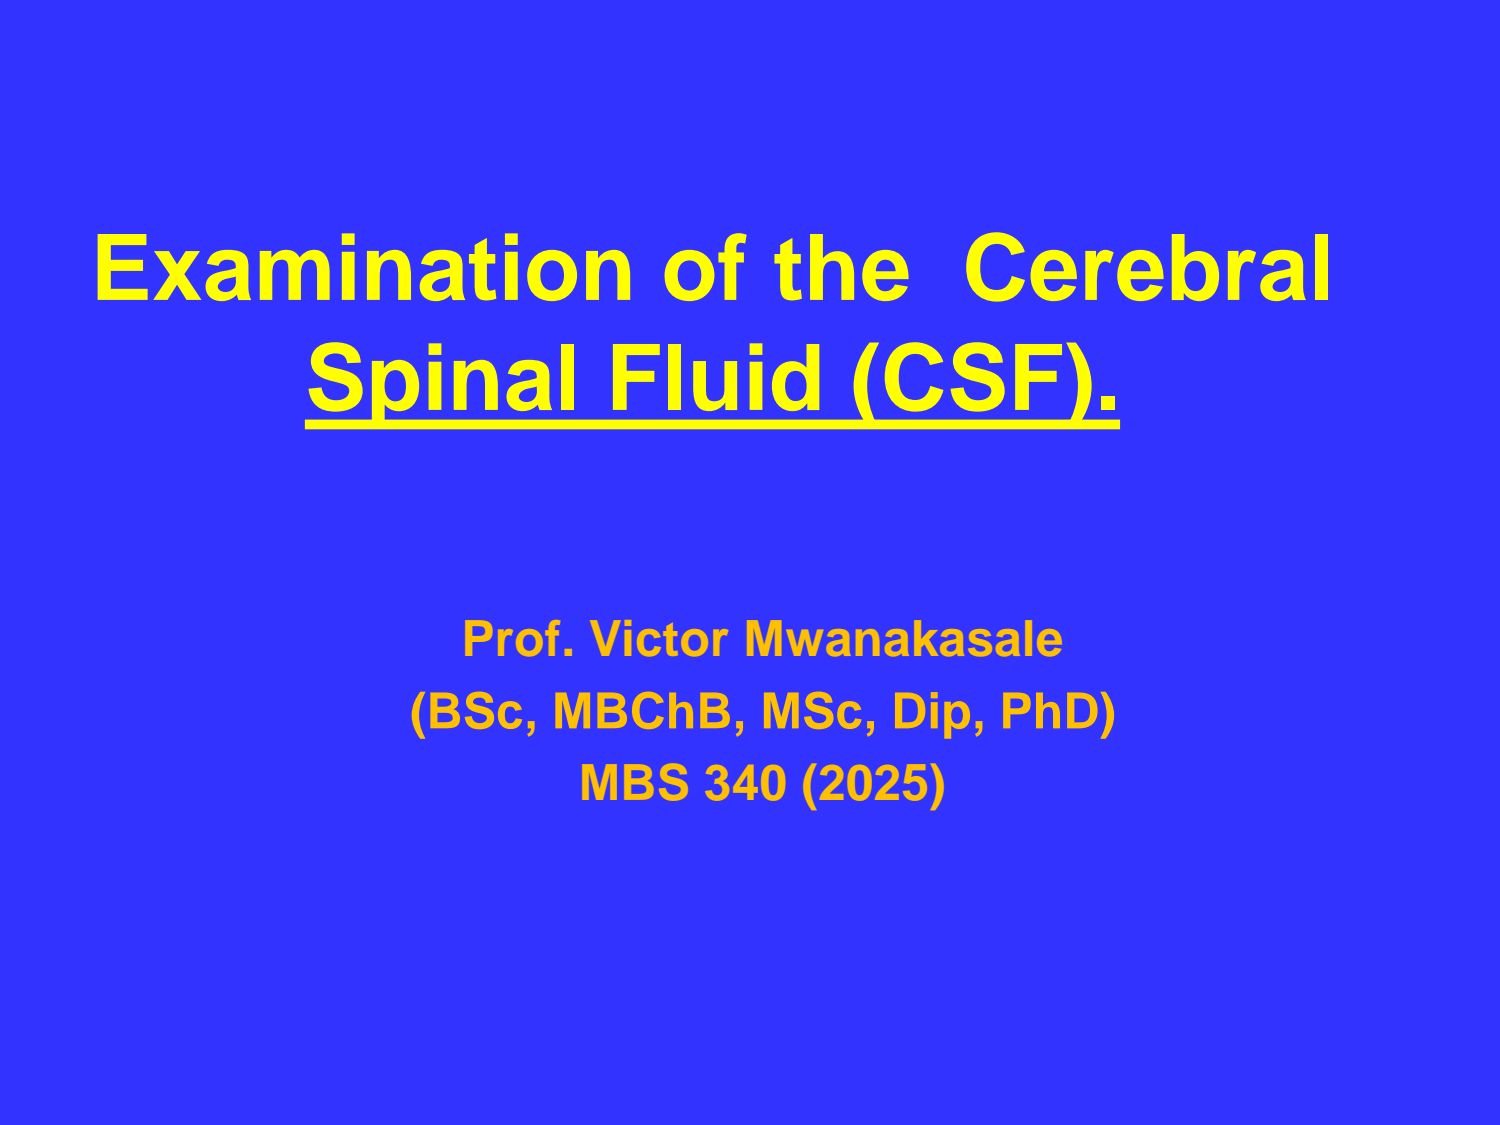 Examination of the  Cerebral
Spinal Fluid (CSF).
Prof. Victor Mwanakasale
(BSc, MBChB, MSc, Dip, PhD)
MBS 340 (2025)